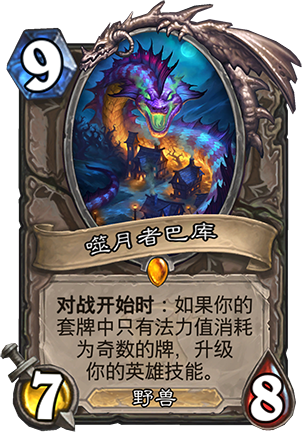 9
噬月者巴库
对战开始时：如果你的
套牌中只有法力值消耗
为奇数的牌，升级
你的英雄技能。
7
野兽
8